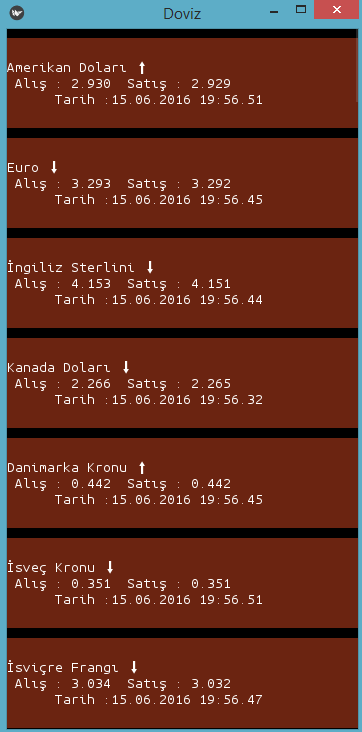 Doviz
Amerikan Doları ⬆
Alış : 2.930 Satış : 2.929
Tarih :15.06.2016 19:56.51
Euro ⬇
Alış : 3.293 Satış : 3.292
Tarih :15.06.2016 19:56.45
İngiliz Sterlini ⬇
Alış : 4.153 Satış : 4.151
Tarih :15.06.2016 19:56.44
Kanada Doları ⬇
Alış : 2.266 Satış : 2.265
Tarih :15.06.2016 19:56.32
Danimarka Kronu ⬆
Alış : 0.442 Satış : 0.442
Tarih :15.06.2016 19:56.45
İsveç Kronu ⬇
Alış : 0.351 Satış : 0.351
Tarih :15.06.2016 19:56.51
İsviçre Frangı ⬇
Alış : 3.034 Satış : 3.032
Tarih :15.06.2016 19:56.47